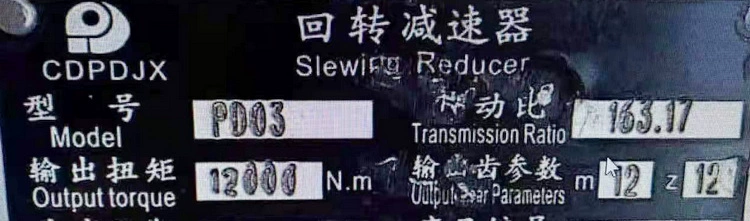 回转减速器
CDPDJX Slewing Reducer
型号 PD03 传动比 163.17
Model Transmission Ratio
输出扭矩 12000 N.m 输出齿参数 m 12 z 12
Output torque Output Gear Parameters